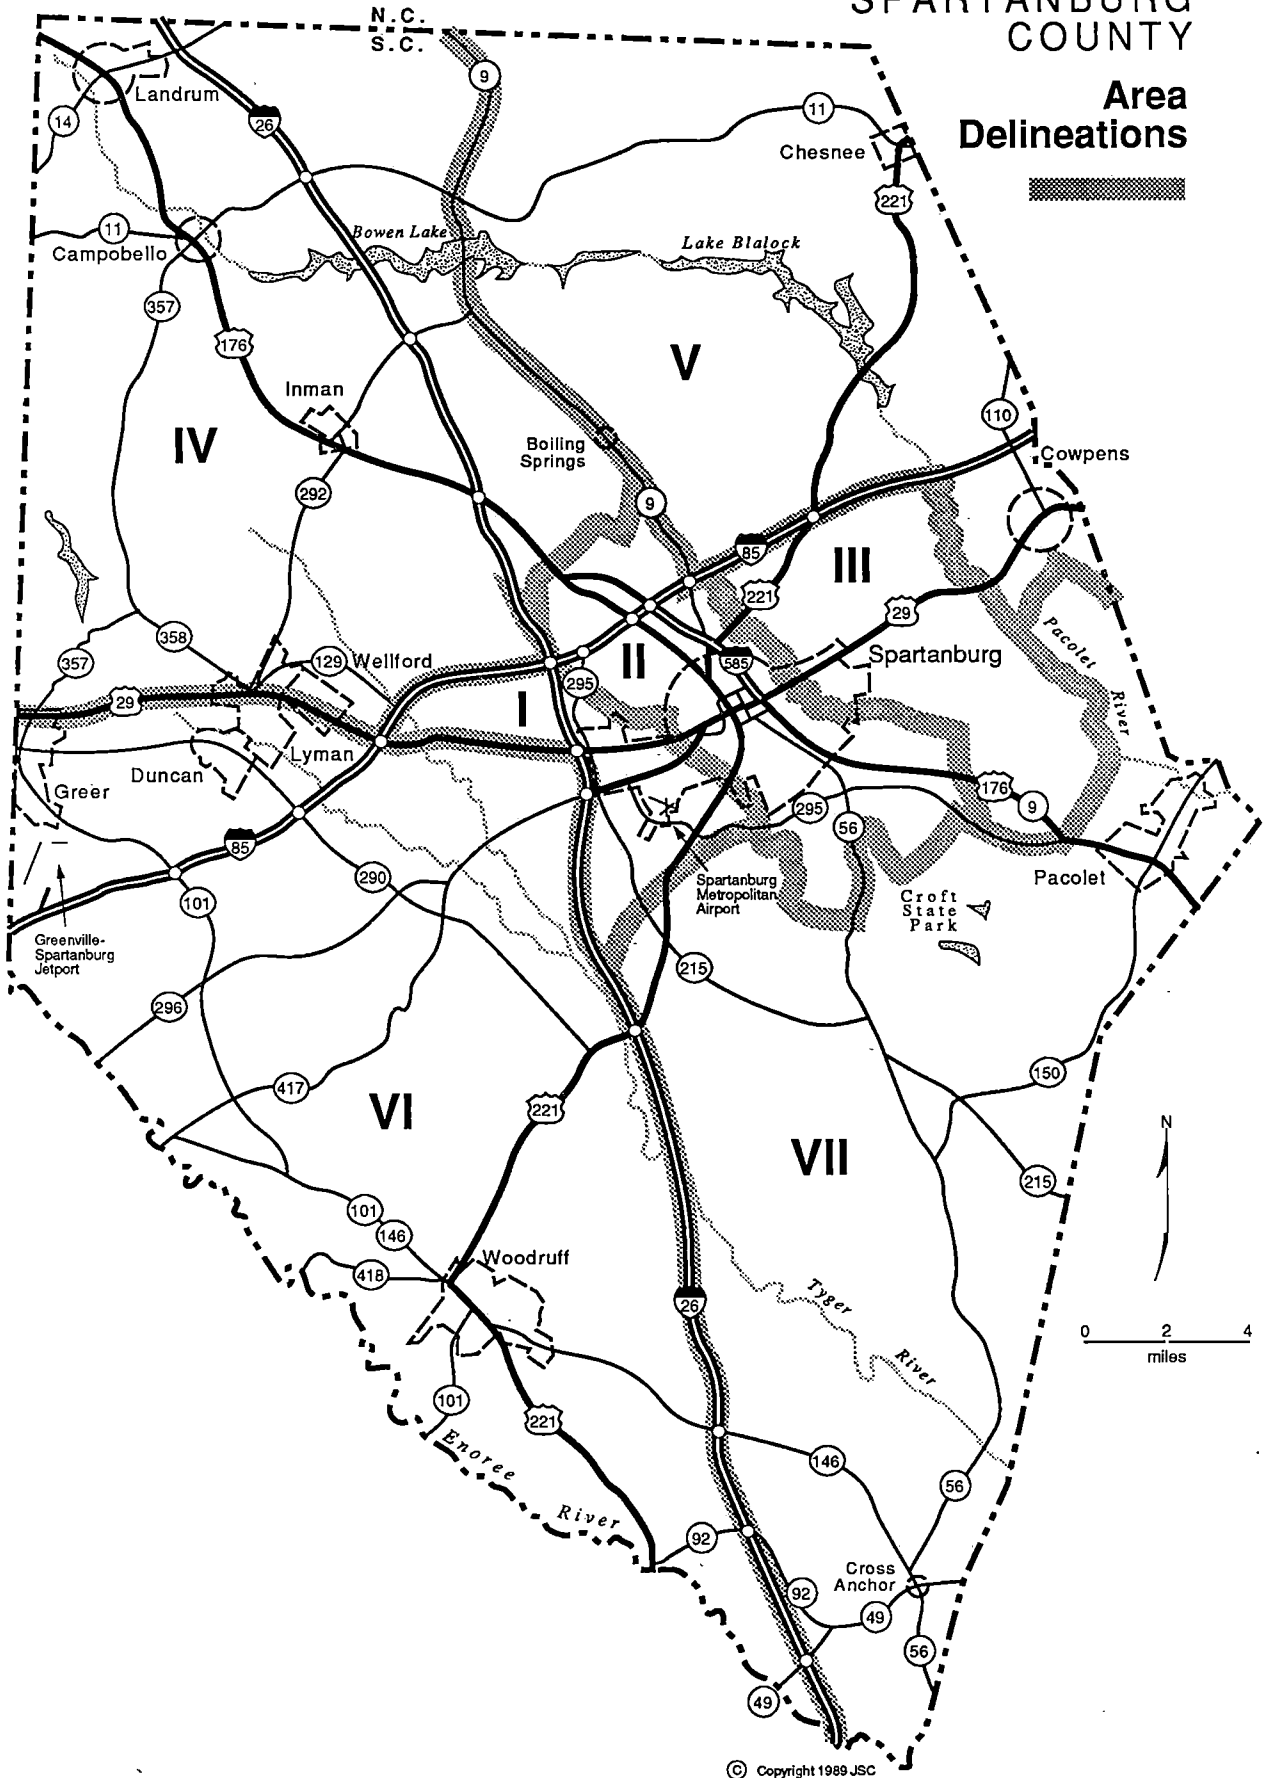 SPARTANBURG
COUNTY
Area
Delineations
N.C.
S.C.
9
Landrum
14
26
11
Chesnee
221
11
Campobello
Bowen Lake
Lake Blalock
357
176
V
Inman
IV
Boiling
Springs
110
Cowpens
292
9
85
III
221
29
358
357
129
Wellford
II
585
Spartanburg
Pacolet
River
295
I
29
Lyman
Duncan
Greer
176
9
295
56
85
290
101
Spartanburg
Metropolitan
Airport
Croft
State
Park
Pacolet
Greenville-
Spartanburg
Jetport
215
296
150
417
VI
221
VII
N
215
101
146
Woodruff
418
26
Tyger
River
0 2 4
miles
101
221
Enoree
River
146
56
92
Cross
Anchor
92
49
56
49
© Copyright 1989 JSC